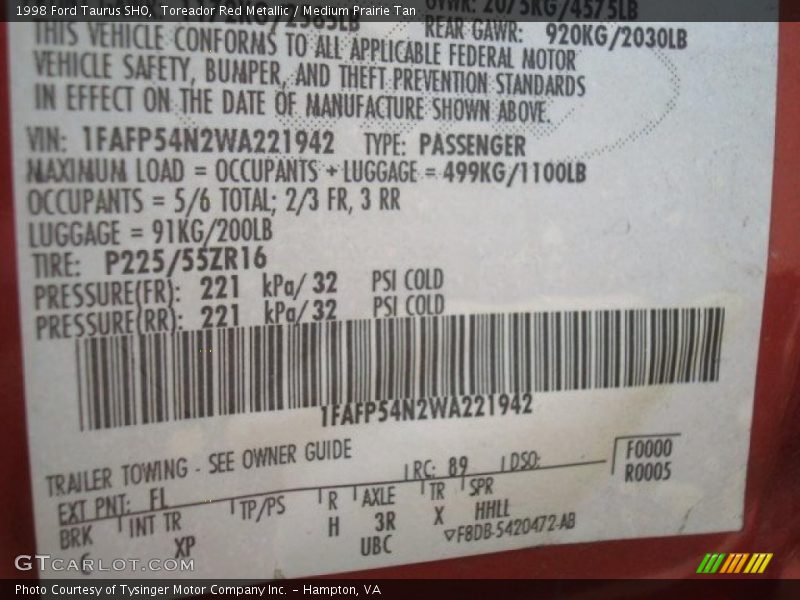 1998 Ford Taurus SHO, Toreador Red Metallic / Medium Prairie Tan
GVWR: 2075KG/4575LB
REAR GAWR: 920KG/2030LB
THIS VEHICLE CONFORMS TO ALL APPLICABLE FEDERAL MOTOR
VEHICLE SAFETY, BUMPER, AND THEFT PREVENTION STANDARDS
IN EFFECT ON THE DATE OF MANUFACTURE SHOWN ABOVE.
VIN: 1FAFP54N2WA221942 TYPE: PASSENGER
MAXIMUM LOAD = OCCUPANTS + LUGGAGE = 499KG/1100LB
OCCUPANTS = 5/6 TOTAL; 2/3 FR, 3 RR
LUGGAGE = 91KG/200LB
TIRE: P225/55ZR16
PRESSURE(FR): 221 kPa/ 32 PSI COLD
PRESSURE(RR): 221 kPa/ 32 PSI COLD
1FAFP54N2WA221942
TRAILER TOWING - SEE OWNER GUIDE
EXT PNT: FL RC: 89 DSO: F0000
R0005
BRK INT TR TP/PS R AXLE TR SPR
C XP H 3R X HHLL
UBC F8DB-5420472-AB
GTCARLOT.COM
Photo Courtesy of Tysinger Motor Company Inc. – Hampton, VA